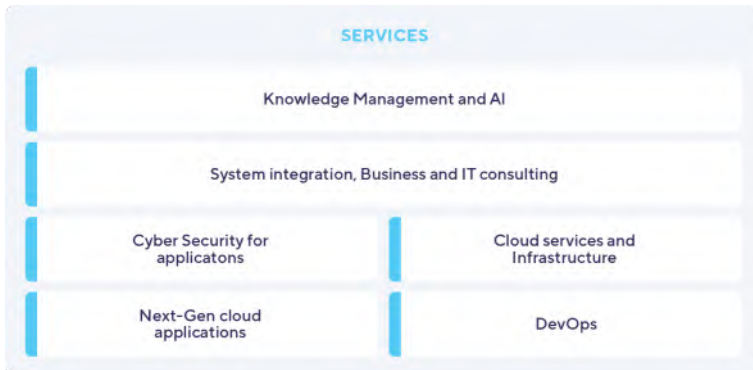 SERVICES
Knowledge Management and AI
System integration, Business and IT consulting
Cyber Security for
applicatons
Cloud services and
Infrastructure
Next-Gen cloud
applications
DevOps